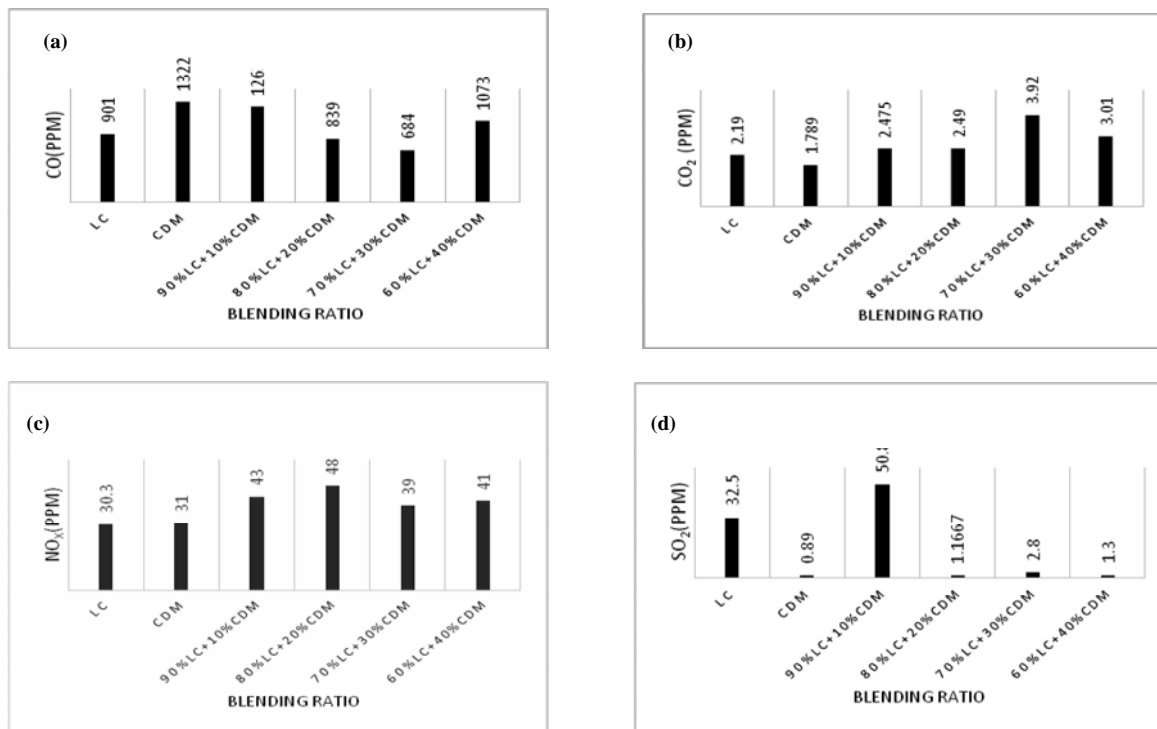 (a)
CO(PPM)
901
1322
126
839
684
1073
LC
CDM
90%LC+10%CDM
80%LC+20%CDM
70%LC+30%CDM
60%LC+40%CDM
BLENDING RATIO
(b)
CO₂ (PPM)
2.19
1.789
2.475
2.49
3.92
3.01
LC
CDM
90%LC+10%CDM
80%LC+20%CDM
70%LC+30%CDM
60%LC+40%CDM
BLENDING RATIO
(c)
NOₓ(PPM)
30.3
31
43
48
39
41
LC
CDM
90%LC+10%CDM
80%LC+20%CDM
70%LC+30%CDM
60%LC+40%CDM
BLENDING RATIO
(d)
SO₂(PPM)
32.5
0.89
1.1667
2.8
1.3
LC
CDM
90%LC+10%CDM
80%LC+20%CDM
70%LC+30%CDM
60%LC+40%CDM
BLENDING RATIO